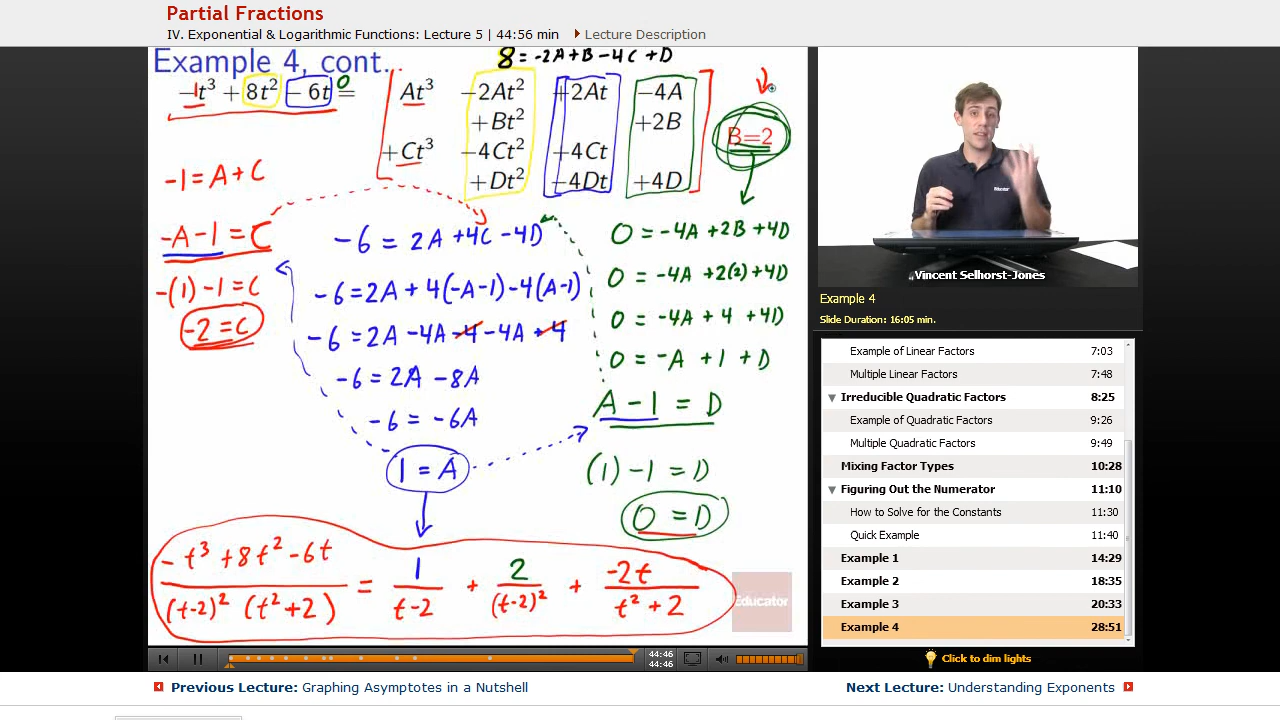 Partial Fractions
IV. Exponential & Logarithmic Functions: Lecture 5 | 44:56 min
Lecture Description
Example 4, cont.
8 = -2A+B-4C+D
-1t³ + 8t² - 6t = 0
At³ -2At² +2At -4A
+Bt² +2B
+Ct³ -4Ct² +4Ct
+Dt² -4Dt +4D
B=2
-1 = A + C
-A-1 = C
-(1)-1 = C
-2 = C
-6 = 2A +4C -4D
-6 = 2A + 4(-A-1) -4(A-1)
-6 = 2A -4A -4 -4A +4
-6 = 2A -8A
-6 = -6A
1 = A
0 = -4A +2B +4D
0 = -4A +2(2) +4D
0 = -4A + 4 +4D
0 = -A + 1 + D
A - 1 = D
(1) - 1 = D
0 = D
-t³ +8t² -6t / (t-2)² (t²+2) = 1 / t-2 + 2 / (t-2)² + -2t / t²+2
Educator
Educator
Vincent Selhorst-Jones
Example 4
Slide Duration: 16:05 min.
Example of Linear Factors 7:03
Multiple Linear Factors 7:48
Irreducible Quadratic Factors 8:25
Example of Quadratic Factors 9:26
Multiple Quadratic Factors 9:49
Mixing Factor Types 10:28
Figuring Out the Numerator 11:10
How to Solve for the Constants 11:30
Quick Example 11:40
Example 1 14:29
Example 2 18:35
Example 3 20:33
Example 4 28:51
44:46
44:46
Click to dim lights
Previous Lecture: Graphing Asymptotes in a Nutshell
Next Lecture: Understanding Exponents